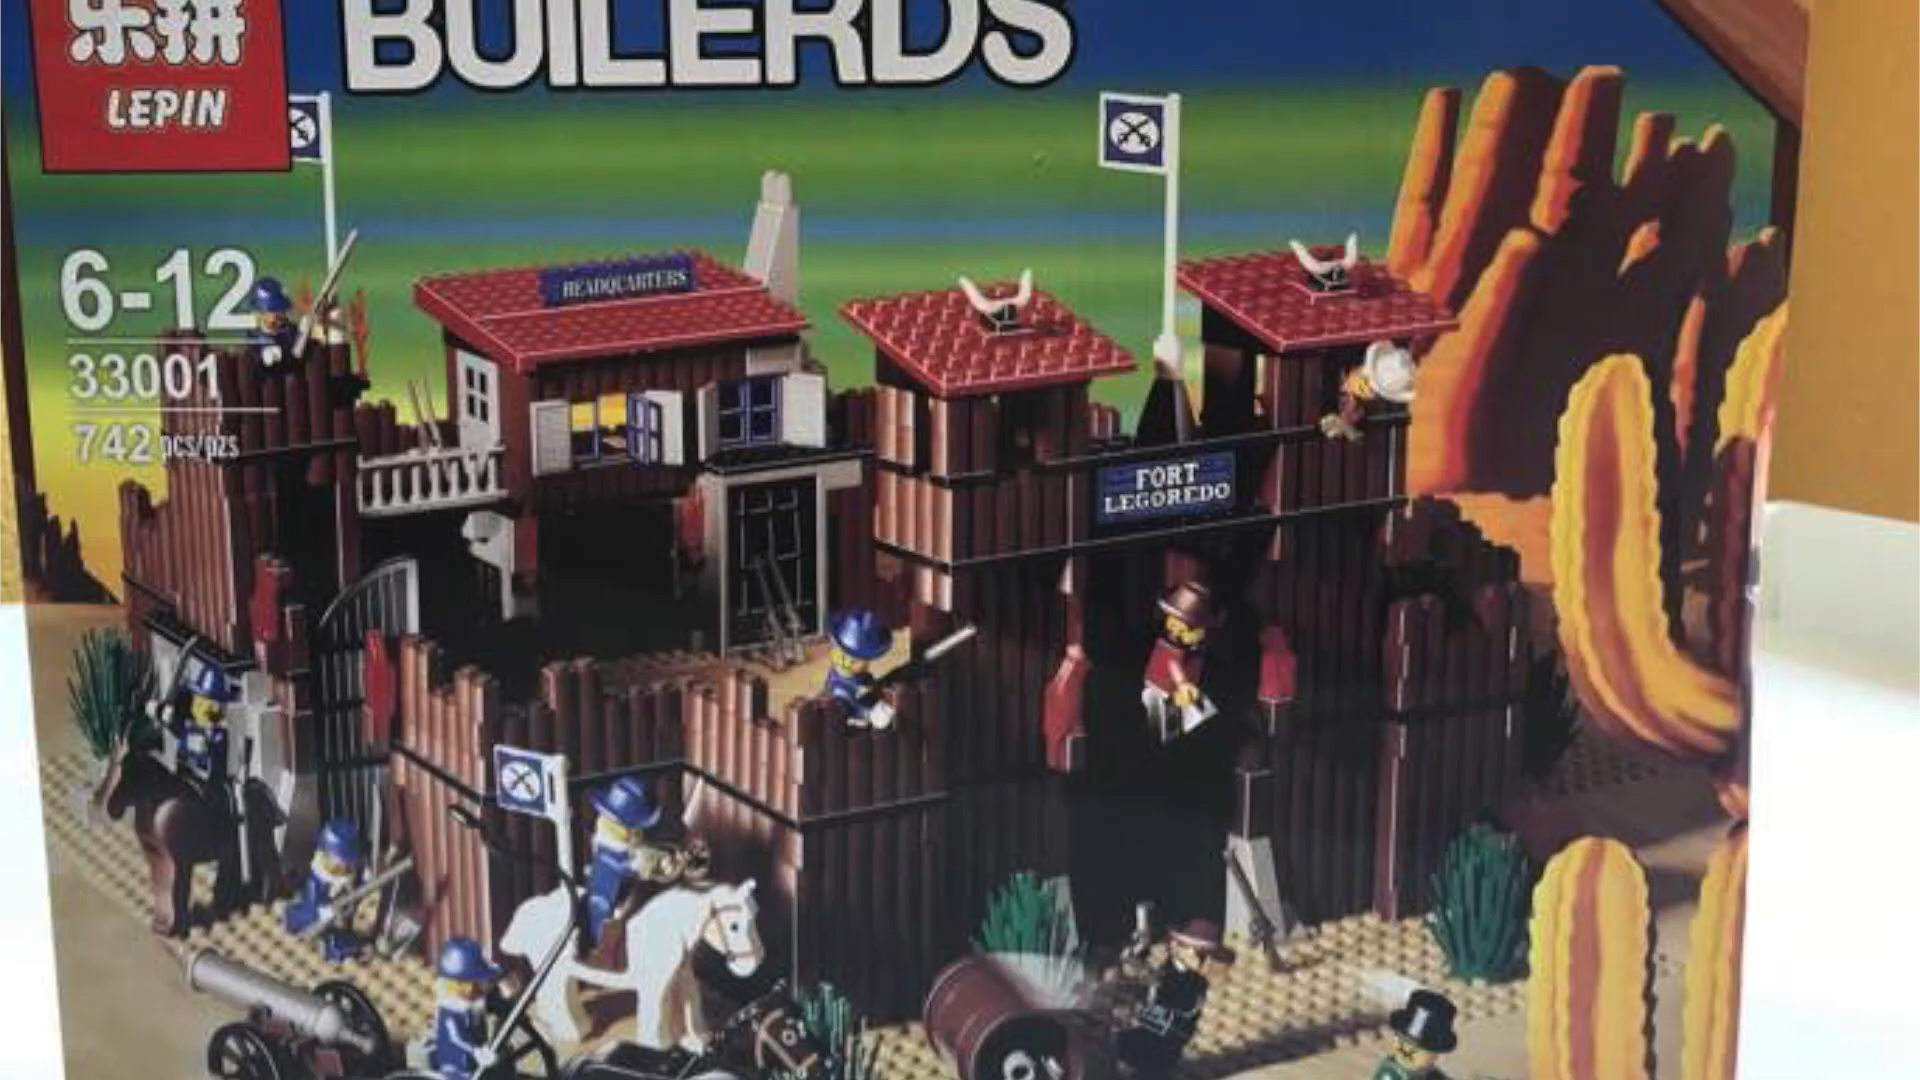 乐拼
LEPIN
BUILERDS
6-12
33001
742 pcs/pzs
HEADQUARTERS
FORT
LEGOREDO